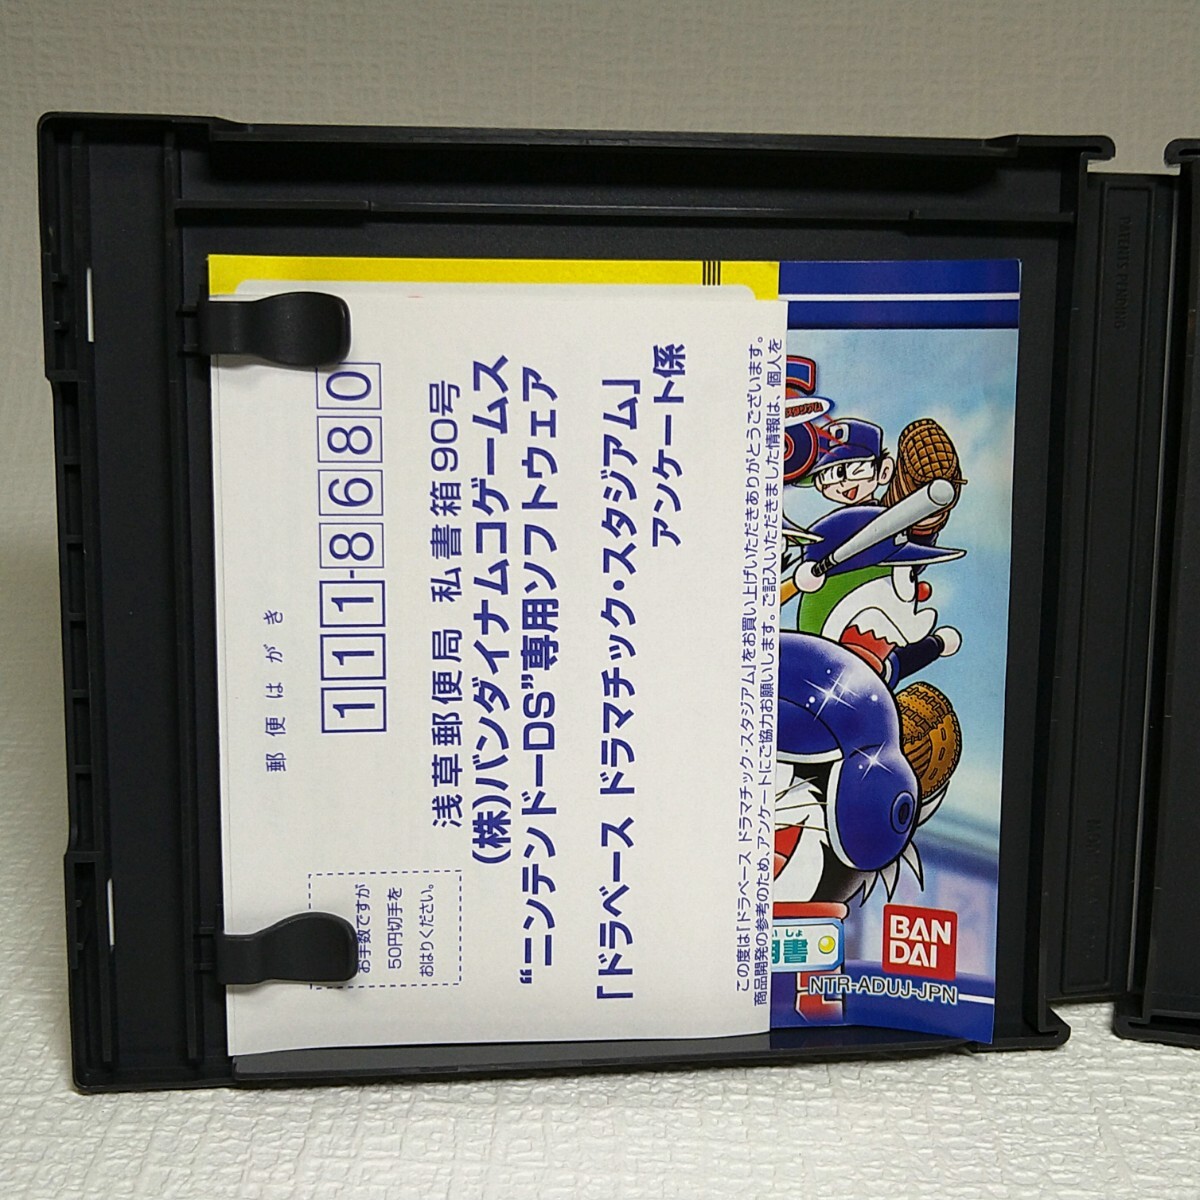 郵便はがき
111-8680
お手数ですが
50円切手を
おはりください。
浅草郵便局 私書箱90号
(株)バンダイナムコゲームス
“ニンテンドーDS”専用ソフトウェア
「ドラベース ドラマチック・スタジアム」
アンケート係
この度は「ドラベース ドラマチック・スタジアム」をお買い上げいただきありがとうございます。
商品開発の参考のため、アンケートにご協力お願いします。ご記入いただきました情報は、個人を
BAN
DAI
NTR-ADUJ-JPN
PATENTS PENDING